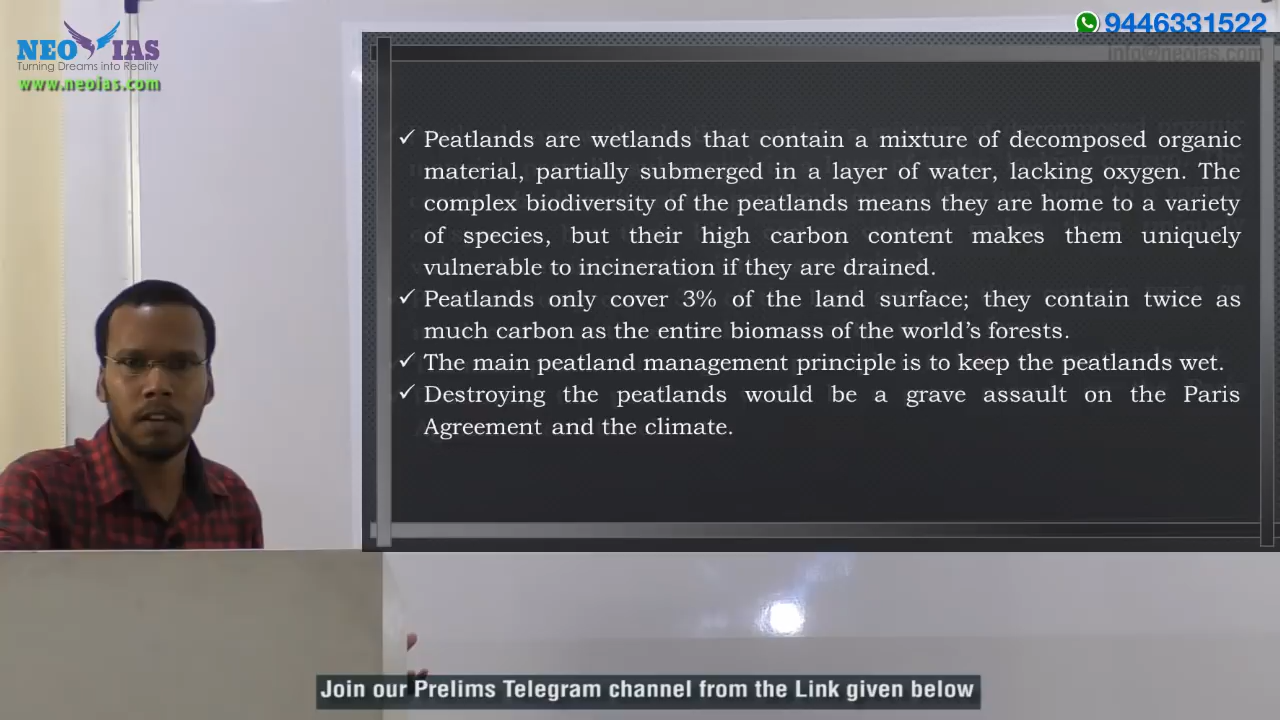 NEO IAS
Turning Dreams into Reality
www.neoias.com
9446331522
info@neoias.com
✓ Peatlands are wetlands that contain a mixture of decomposed organic
material, partially submerged in a layer of water, lacking oxygen. The
complex biodiversity of the peatlands means they are home to a variety
of species, but their high carbon content makes them uniquely
vulnerable to incineration if they are drained.
✓ Peatlands only cover 3% of the land surface; they contain twice as
much carbon as the entire biomass of the world's forests.
✓ The main peatland management principle is to keep the peatlands wet.
✓ Destroying the peatlands would be a grave assault on the Paris
Agreement and the climate.
Join our Prelims Telegram channel from the Link given below